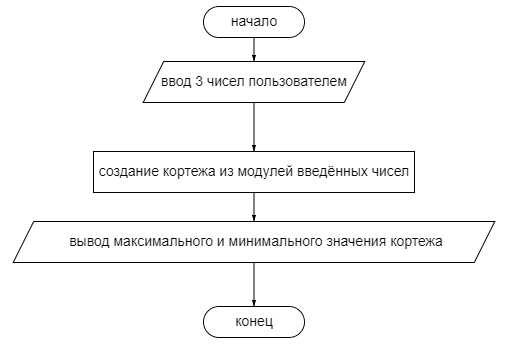 начало
ввод 3 чисел пользователем
создание кортежа из модулей введённых чисел
вывод максимального и минимального значения кортежа
конец